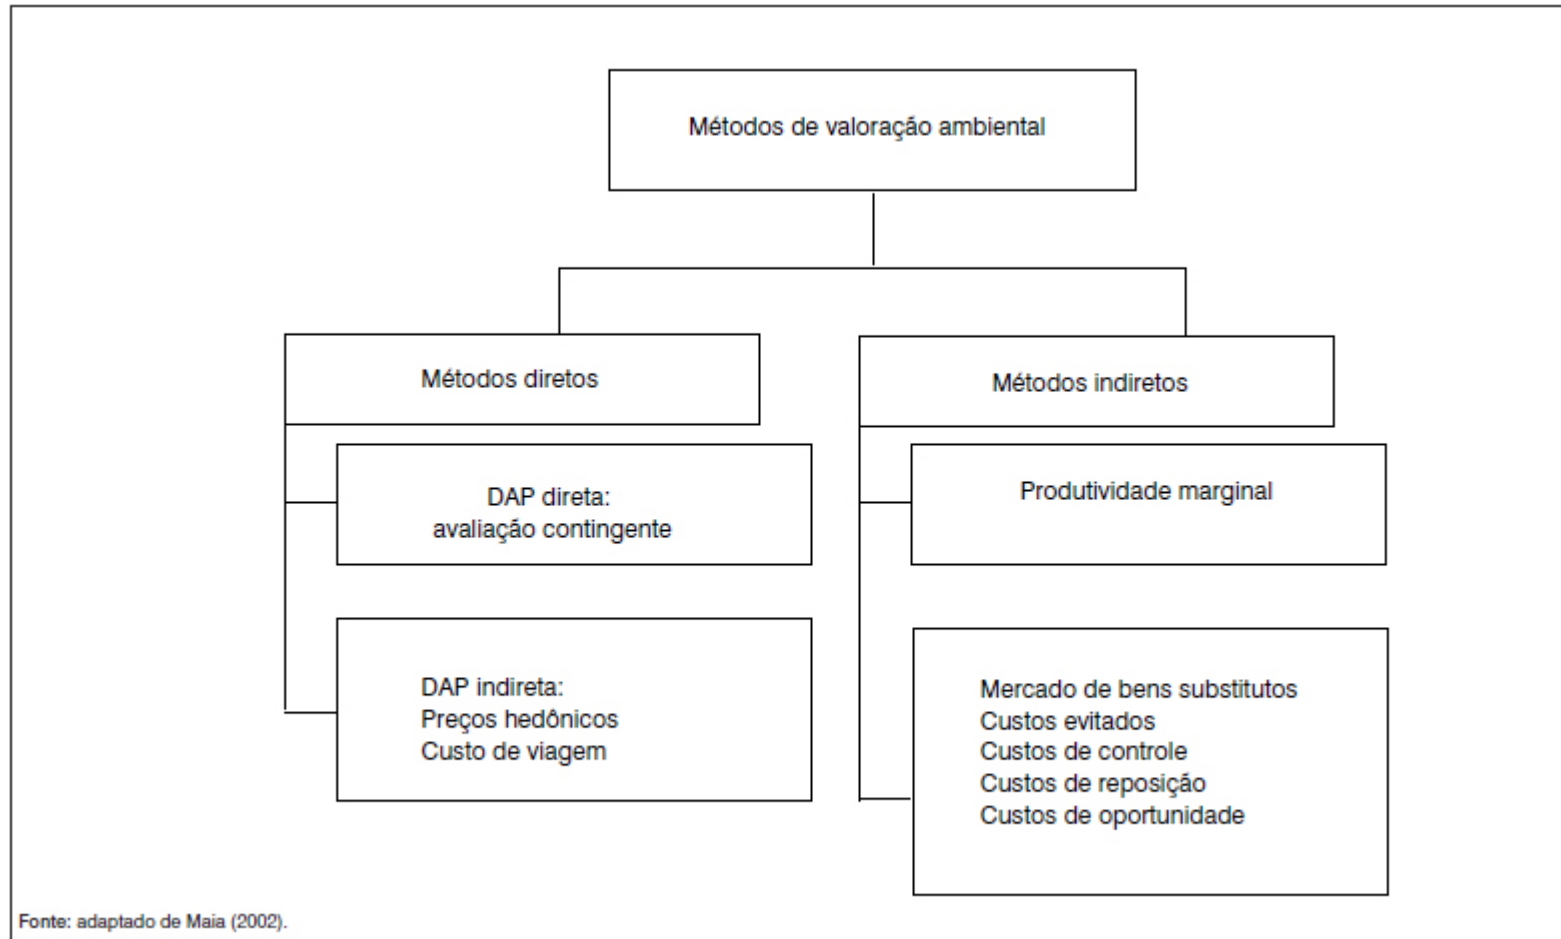 Métodos de valoração ambiental
Métodos diretos
Métodos indiretos
DAP direta:
avaliação contingente
Produtividade marginal
DAP indireta:
Preços hedônicos
Custo de viagem
Mercado de bens substitutos
Custos evitados
Custos de controle
Custos de reposição
Custos de oportunidade
Fonte: adaptado de Maia (2002).